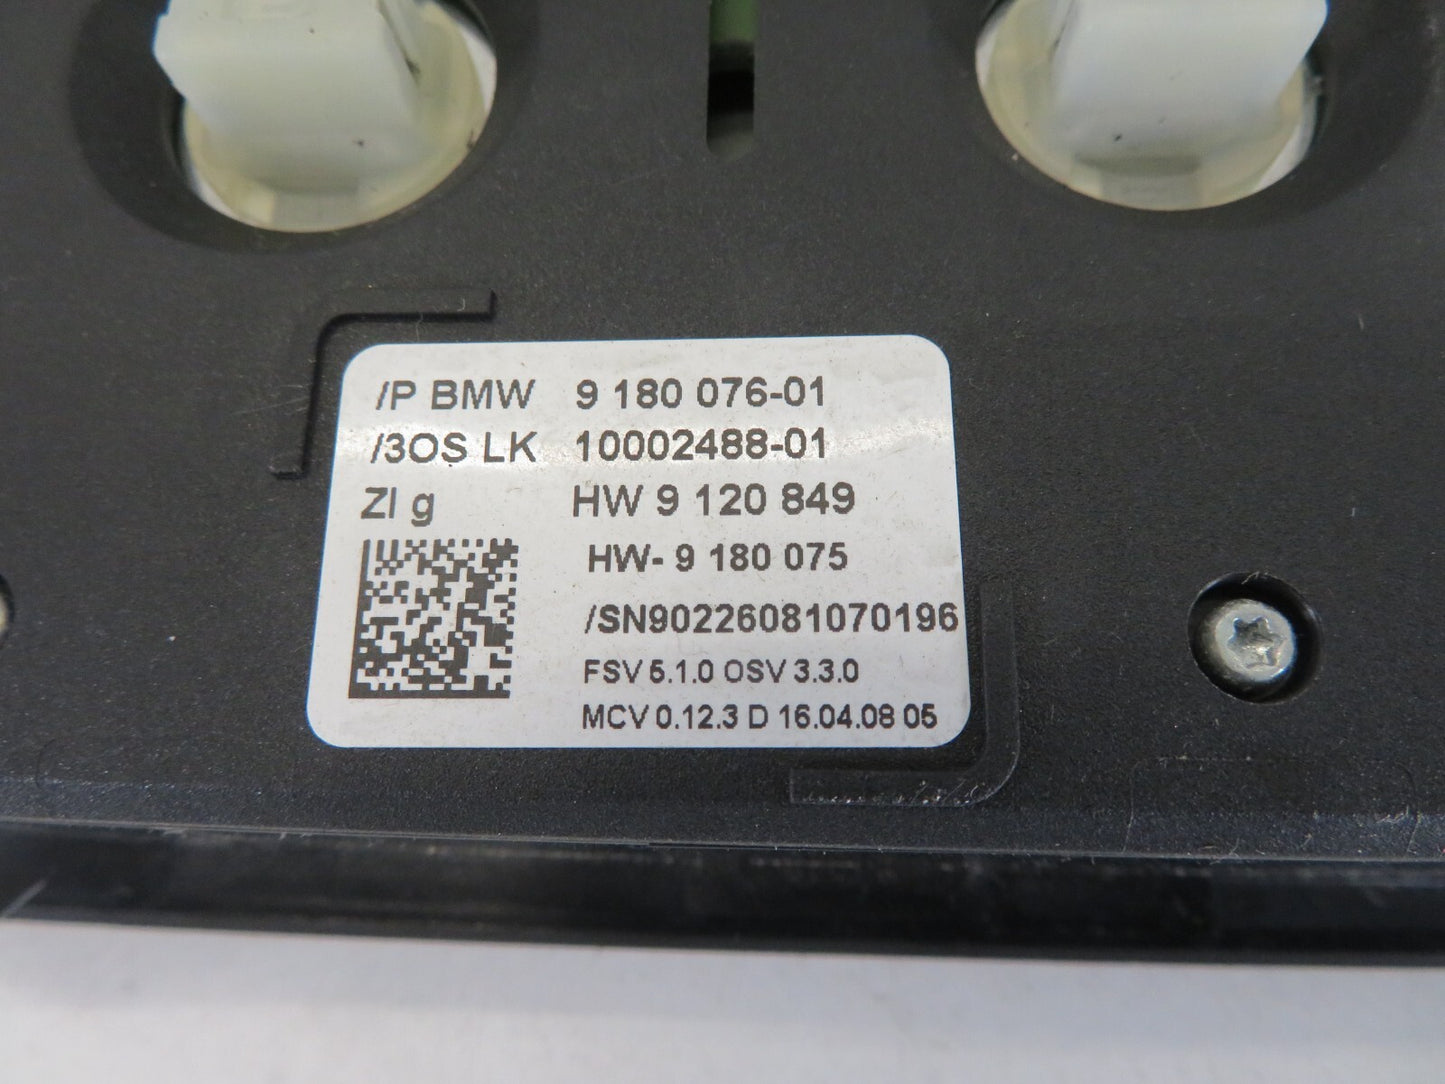 /P BMW 9 180 076-01
/3OS LK 10002488-01
ZI g HW 9 120 849
HW- 9 180 075
/SN90226081070196
FSV 5.1.0 OSV 3.3.0
MCV 0.12.3 D 16.04.08 05